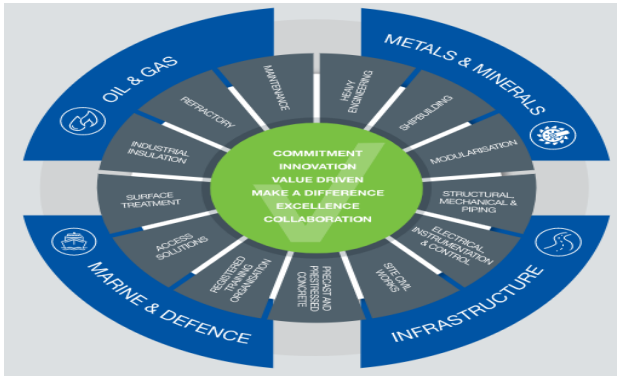 OIL & GAS
METALS & MINERALS
MAINTENANCE
HEAVY
ENGINEERING
REFRACTORY
SHIPBUILDING
INDUSTRIAL
INSULATION
MODULARISATION
COMMITMENT
INNOVATION
VALUE DRIVEN
MAKE A DIFFERENCE
EXCELLENCE
COLLABORATION
SURFACE
TREATMENT
STRUCTURAL,
MECHANICAL &
PIPING
ACCESS
SOLUTIONS
ELECTRICAL,
INSTRUMENTATION
& CONTROL
REGISTERED
TRAINING
ORGANISATION
PRECAST AND
PRESTRESSED
CONCRETE
SITE CIVIL
WORKS
MARINE & DEFENCE
INFRASTRUCTURE